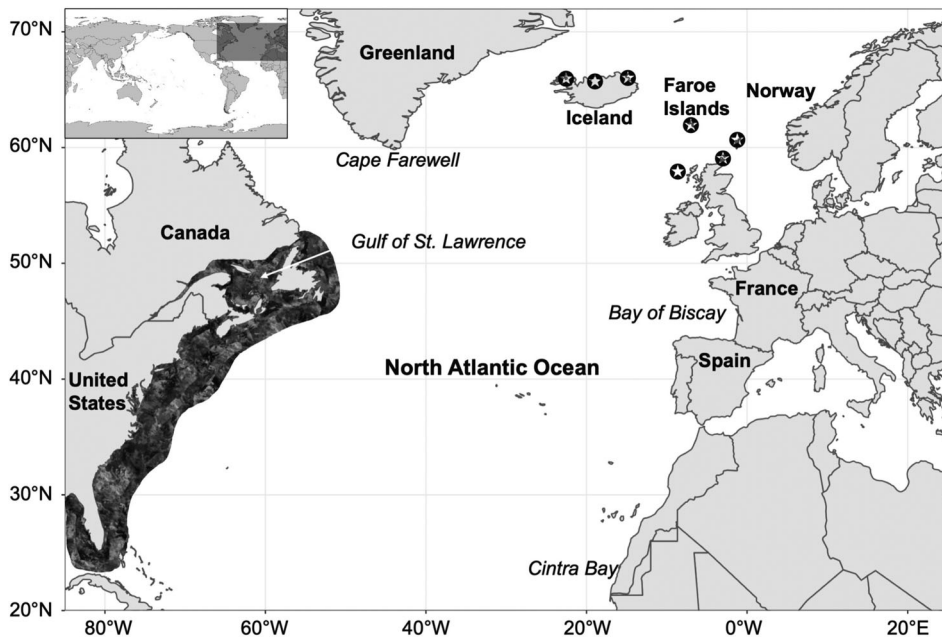 70°N
60°N
50°N
40°N
30°N
20°N
80°W
60°W
40°W
20°W
0°W
20°E
Greenland
Iceland
Faroe
Islands
Norway
Cape Farewell
Canada
Gulf of St. Lawrence
France
Bay of Biscay
United
States
North Atlantic Ocean
Spain
Cintra Bay